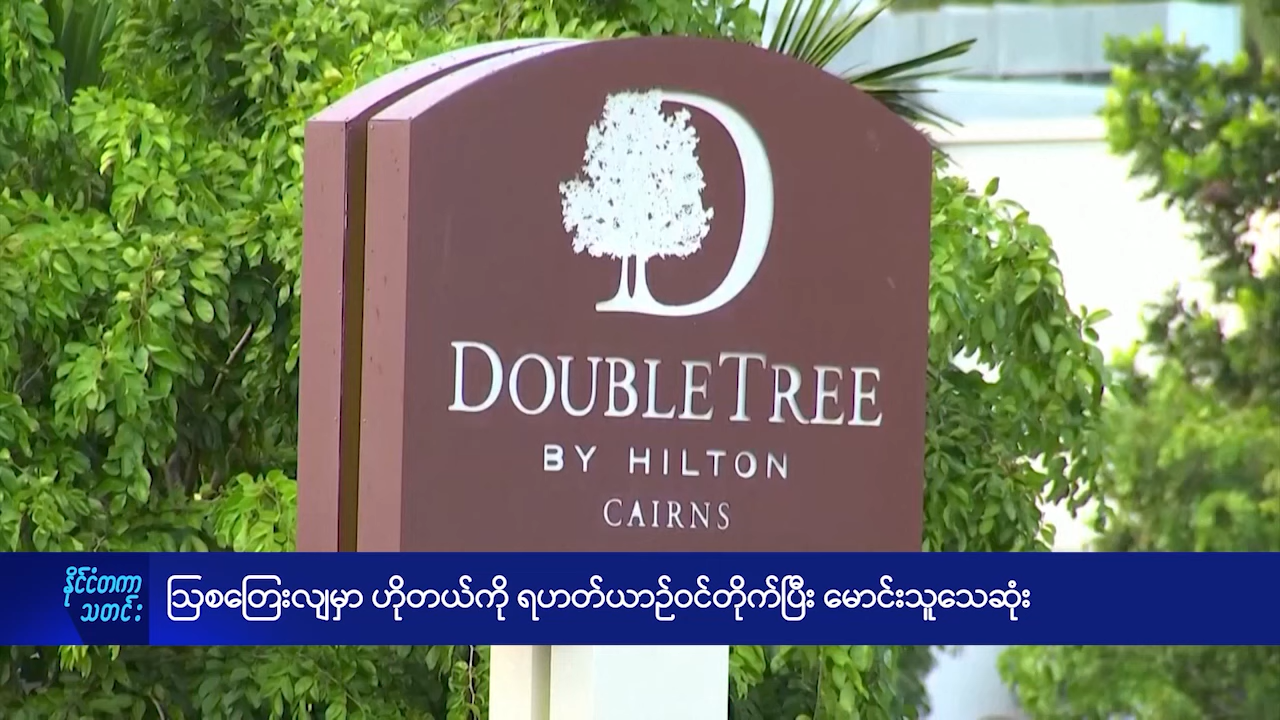 D
DOUBLETREE
BY HILTON
CAIRNS
နိုင်ငံတကာ
သတင်း
ဩစတြေးလျမှာ ဟိုတယ်ကို ရဟတ်ယာဉ်ဝင်တိုက်ပြီး မောင်းသူသေဆုံး